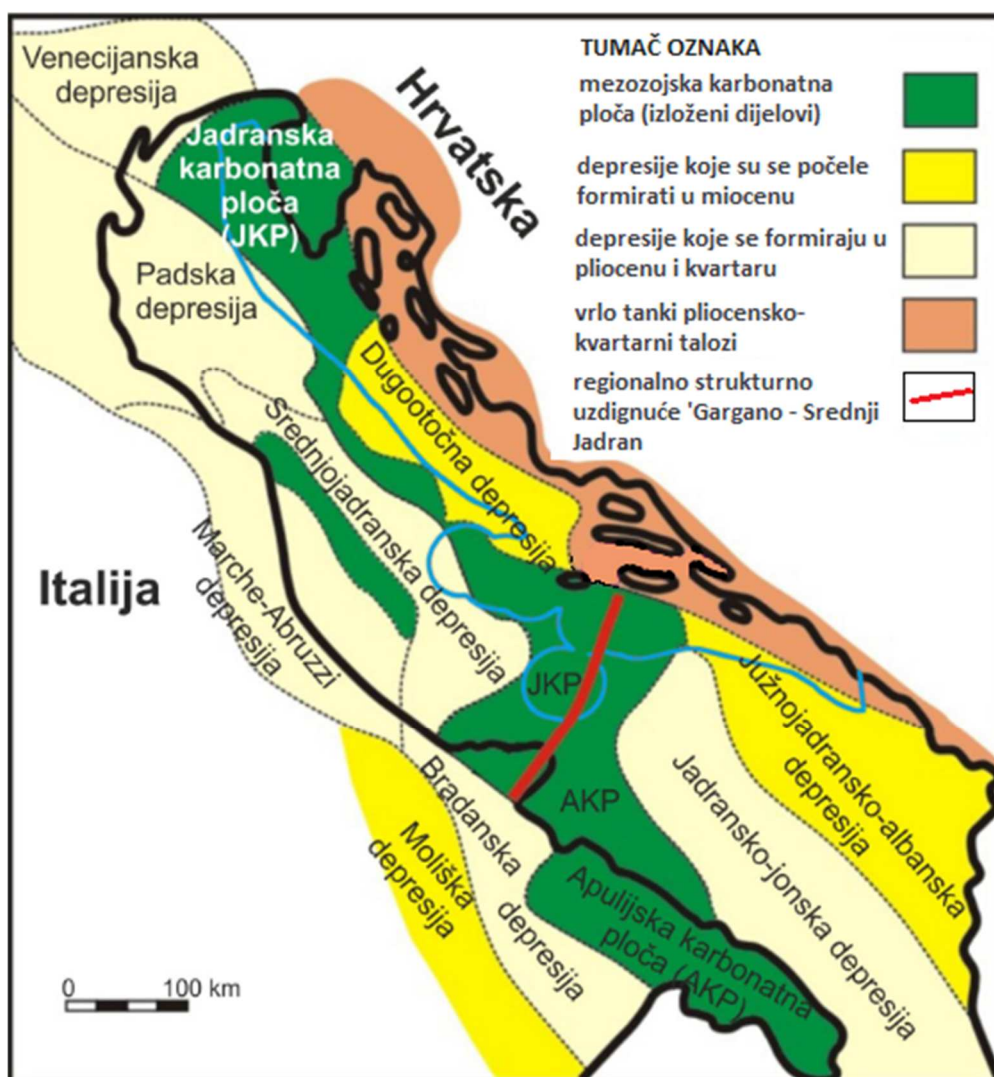 Venecijanska
depresija
Jadranska
karbonatna
ploča
(JKP)
Hrvatska
TUMAČ OZNAKA
mezozojska karbonatna
ploča (izloženi dijelovi)
depresije koje su se počele
formirati u miocenu
depresije koje se formiraju u
pliocenu i kvartaru
vrlo tanki pliocensko-
kvartarni talozi
regionalno strukturno
uzdignuće 'Gargano - Srednji
Jadran
Padska
depresija
Dugootočna depresija
Srednjojadranska depresija
Marche-Abruzzi
depresija
Italija
JKP
AKP
Južnojadransko-albanska
depresija
Jadransko-jonska depresija
Bradanska
depresija
Moliška
depresija
Apulijska karbonatna
ploča (AKP)
0 100 km